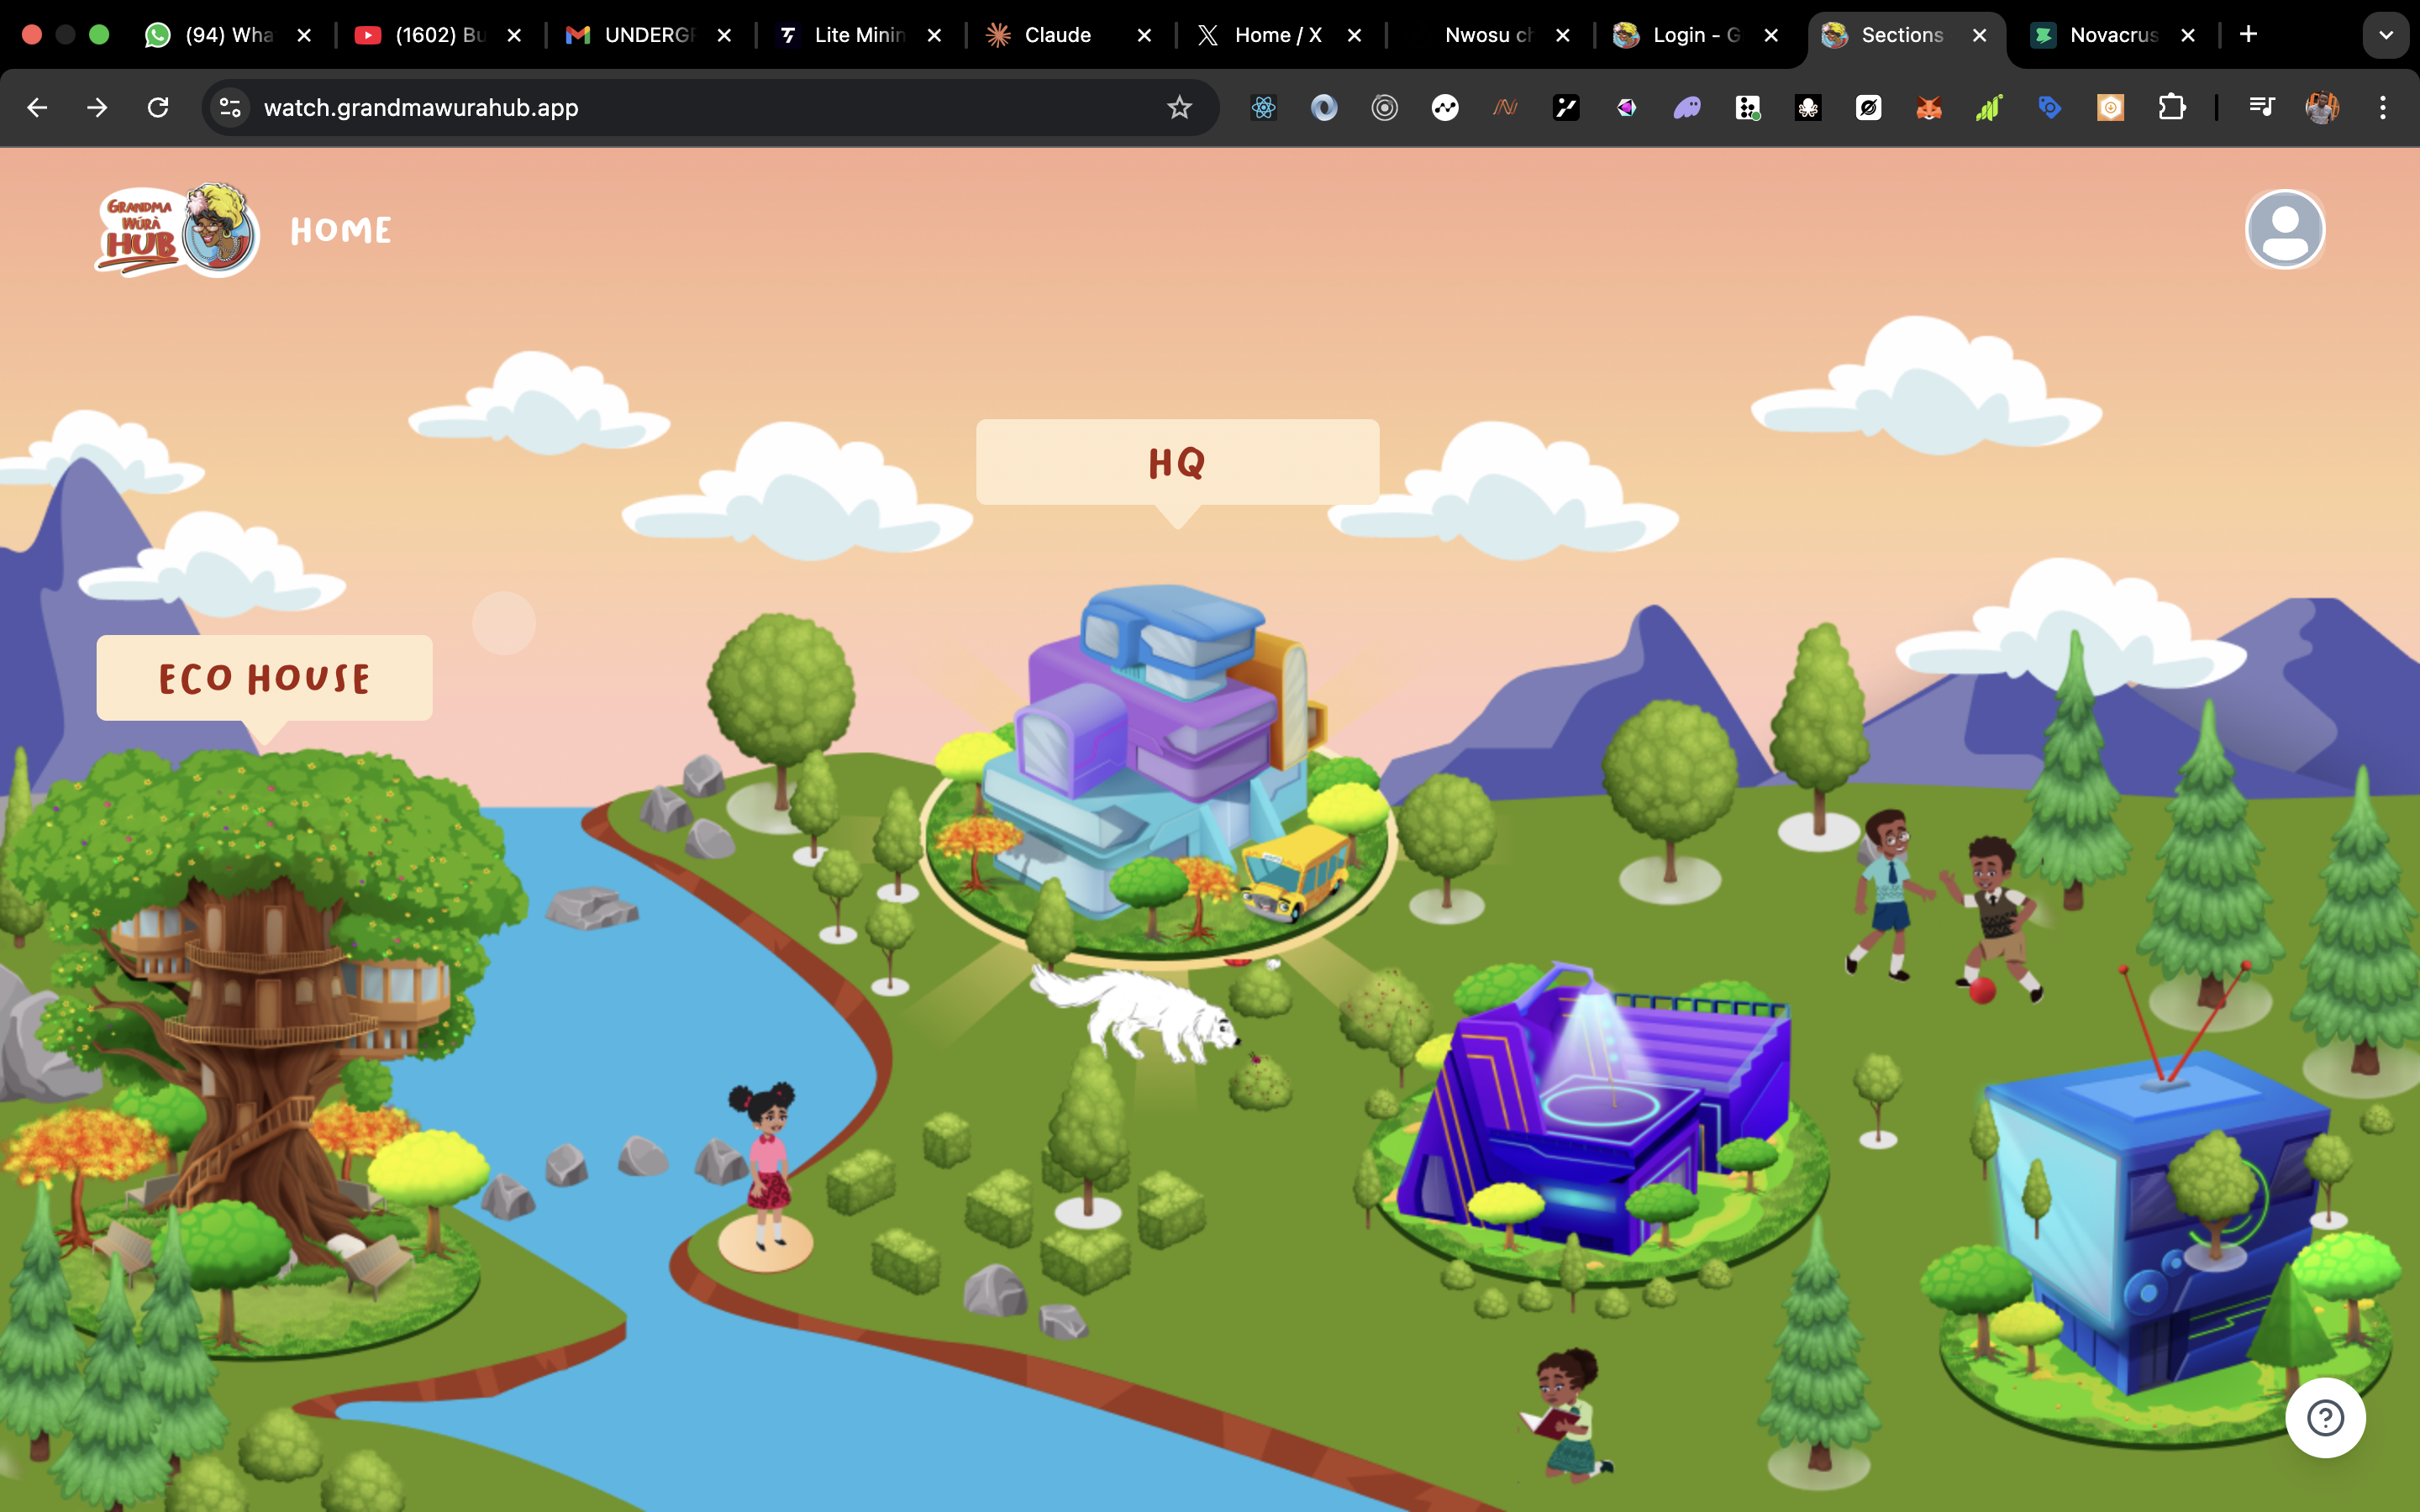 (94) Wha
(1602) Bu
UNDERGR
Lite Minin
Claude
Home / X
Nwosu ch
Login - G
Sections
Novacrus
watch.grandmawurahub.app
GRANDMA
WÚRÀ
HUB
HOME
HQ
ECO HOUSE